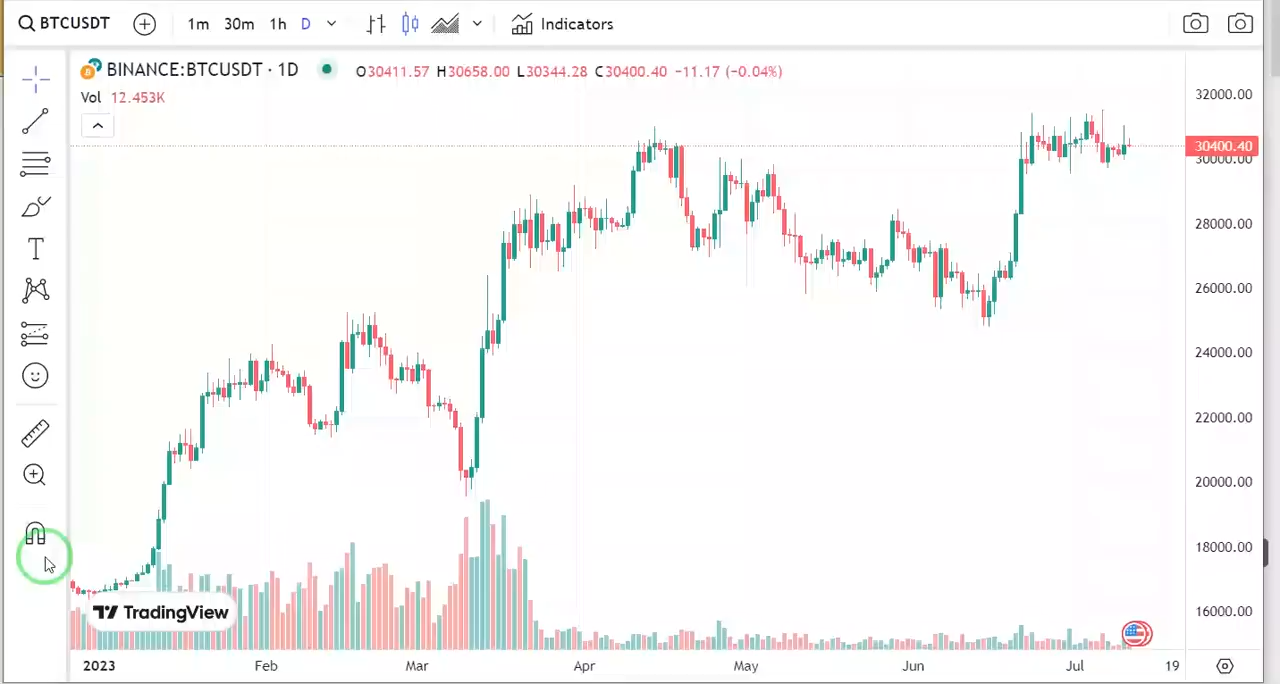 BTCUSDT 1m 30m 1h D Indicators
BINANCE:BTCUSDT · 1D O30411.57 H30658.00 L30344.28 C30400.40 −11.17 (−0.04%)
Vol 12.453K
32000.00
30400.40
30000.00
28000.00
26000.00
24000.00
22000.00
20000.00
18000.00
16000.00
TradingView
2023 Feb Mar Apr May Jun Jul 19